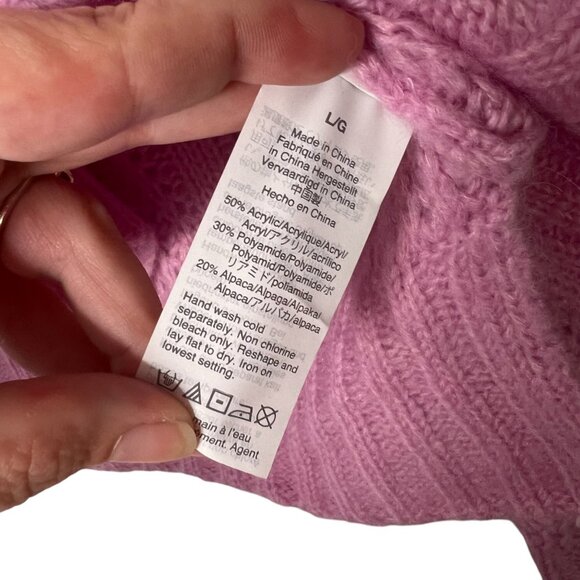 L/G
Made in China
Fabriqué en Chine
in China Hergestellt
Vervaardigd in China
中国製
Hecho en China
50% Acrylic/Acrylique/Acryl/
Acryl/アクリル/acrílico
30% Polyamide/Polyamide/
Polyamid/Polyamide/ポ
リアミド/poliamida
20% Alpaca/Alpaga/Alpaka/
Alpaca/アルパカ/alpaca
Hand wash cold
separately. Non chlorine
bleach only. Reshape and
lay flat to dry. Iron on
lowest setting.
main à l'eau
Agent